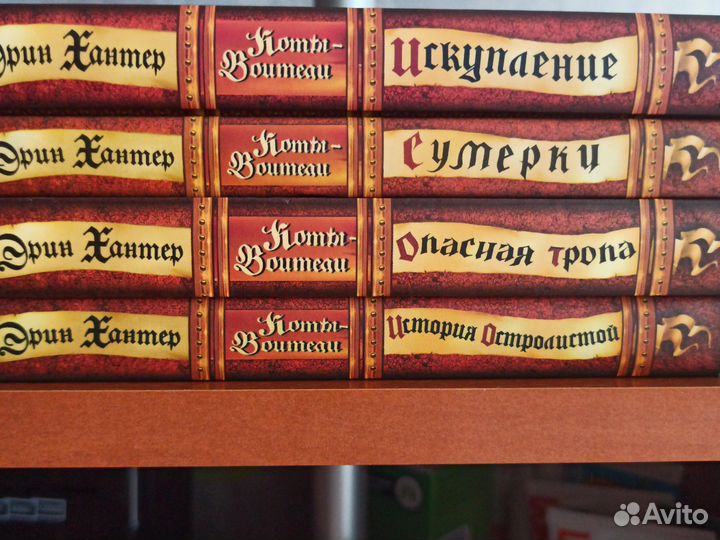 Эрин Хантер Коты-Воители Искупление
Эрин Хантер Коты-Воители Сумерки
Эрин Хантер Коты-Воители Опасная тропа
Эрин Хантер Коты-Воители История Остролистой
Avito